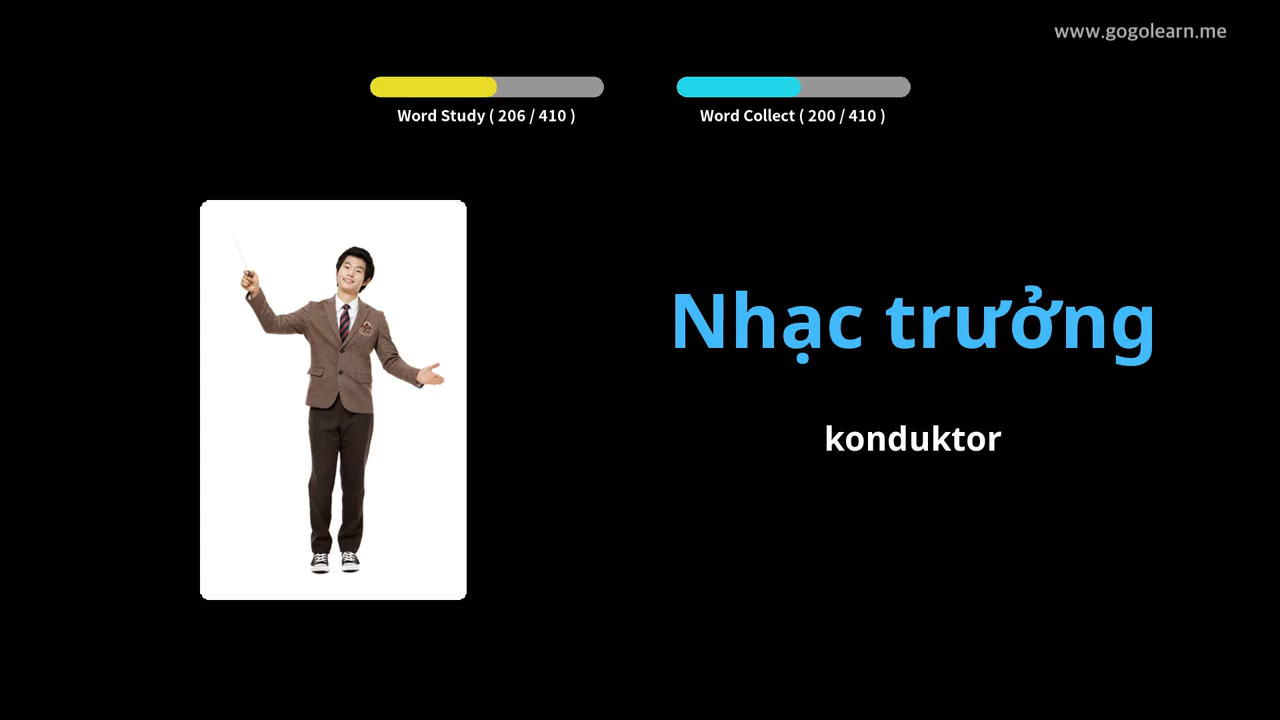 www.gogolearn.me
Word Study ( 206 / 410 )
Word Collect ( 200 / 410 )
Nhạc trưởng
konduktor